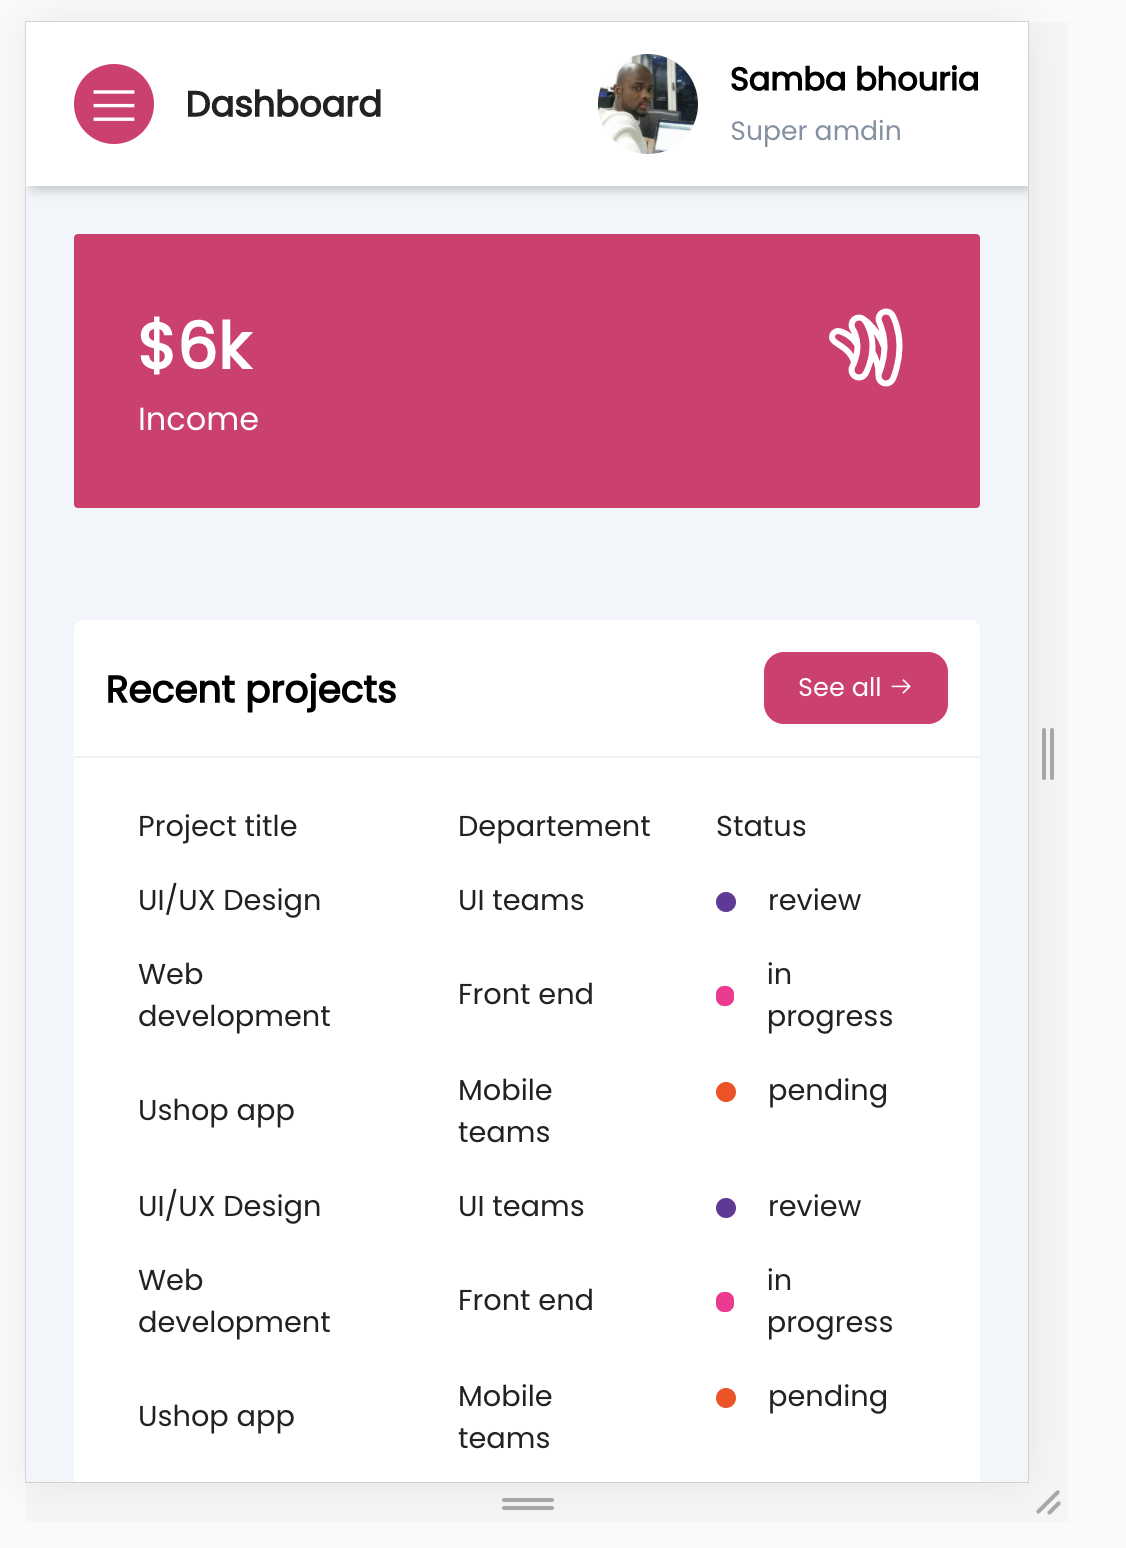 Dashboard
Samba bhouria
Super amdin
$6k
Income
Recent projects
See all →
Project title Departement Status
UI/UX Design UI teams review
Web development Front end in progress
Ushop app Mobile teams pending
UI/UX Design UI teams review
Web development Front end in progress
Ushop app Mobile teams pending